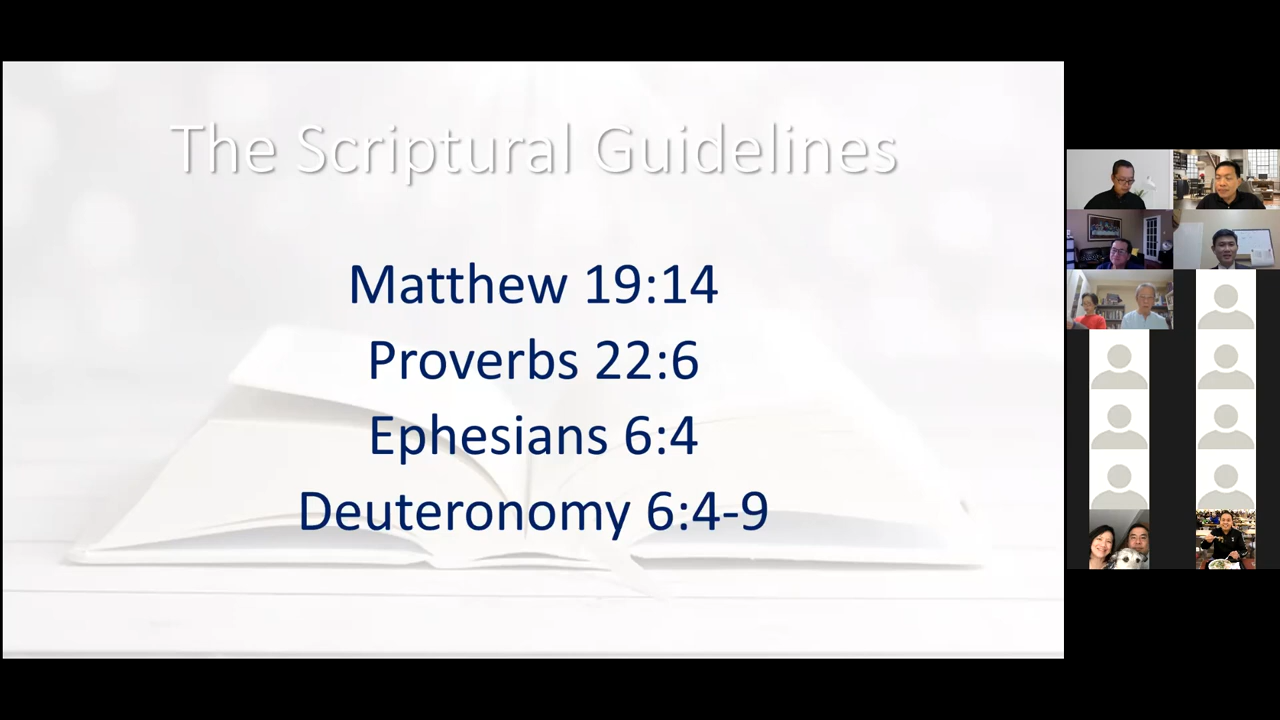 The Scriptural Guidelines
Matthew 19:14
Proverbs 22:6
Ephesians 6:4
Deuteronomy 6:4-9